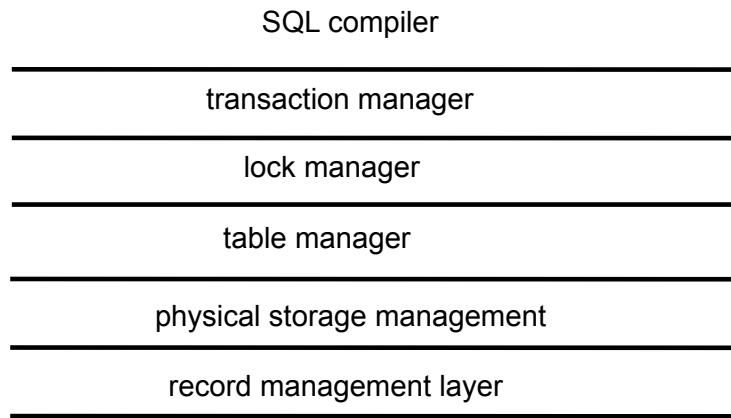 SQL compiler
transaction manager
lock manager
table manager
physical storage management
record management layer